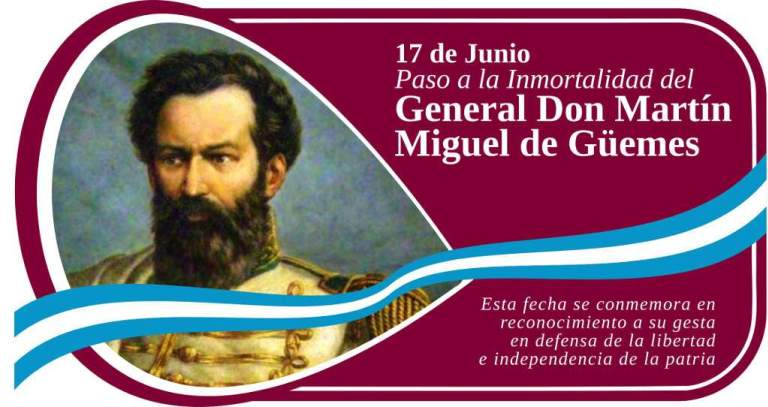 17 de Junio
Paso a la Inmortalidad del
General Don Martín
Miguel de Güemes
Esta fecha se conmemora en
reconocimiento a su gesta
en defensa de la libertad
e independencia de la patria